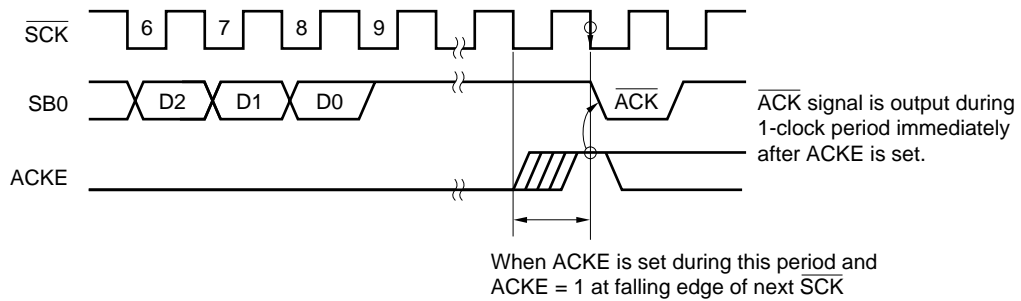 SCK 6 7 8 9
SB0 D2 D1 D0 ACK
ACK signal is output during
1-clock period immediately
after ACKE is set.
ACKE
When ACKE is set during this period and
ACKE = 1 at falling edge of next SCK